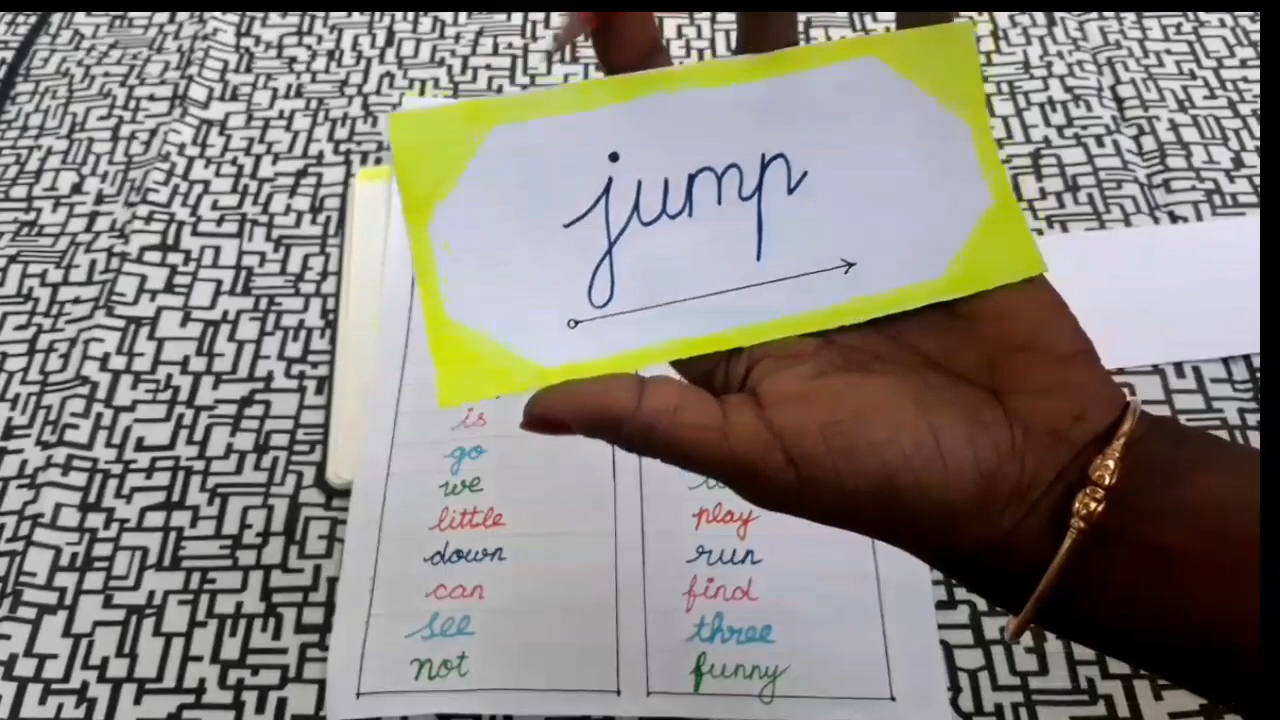 jump
is
go
we
little
down
can
see
not
play
run
find
three
funny